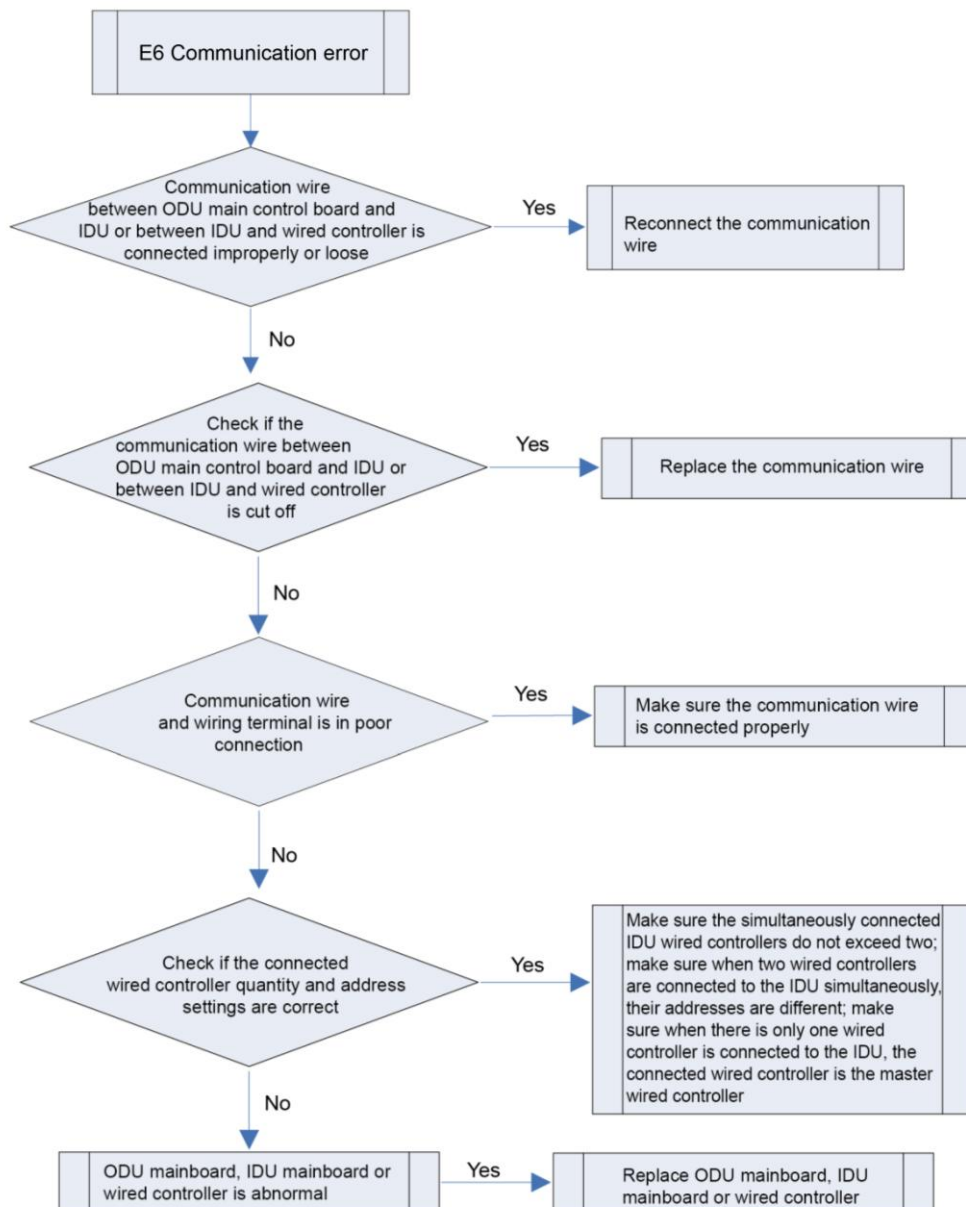 E6 Communication error
Communication wire
between ODU main control board and
IDU or between IDU and wired controller is
connected improperly or loose
Yes
Reconnect the communication
wire
No
Check if the
communication wire between
ODU main control board and IDU or
between IDU and wired controller
is cut off
Yes
Replace the communication wire
No
Communication wire
and wiring terminal is in poor
connection
Yes
Make sure the communication wire
is connected properly
No
Check if the connected
wired controller quantity and address
settings are correct
Yes
Make sure the simultaneously connected
IDU wired controllers do not exceed two;
make sure when two wired controllers
are connected to the IDU simultaneously,
their addresses are different; make
sure when there is only one wired
controller is connected to the IDU, the
connected wired controller is the master
wired controller
No
ODU mainboard, IDU mainboard or
wired controller is abnormal
Yes
Replace ODU mainboard, IDU
mainboard or wired controller